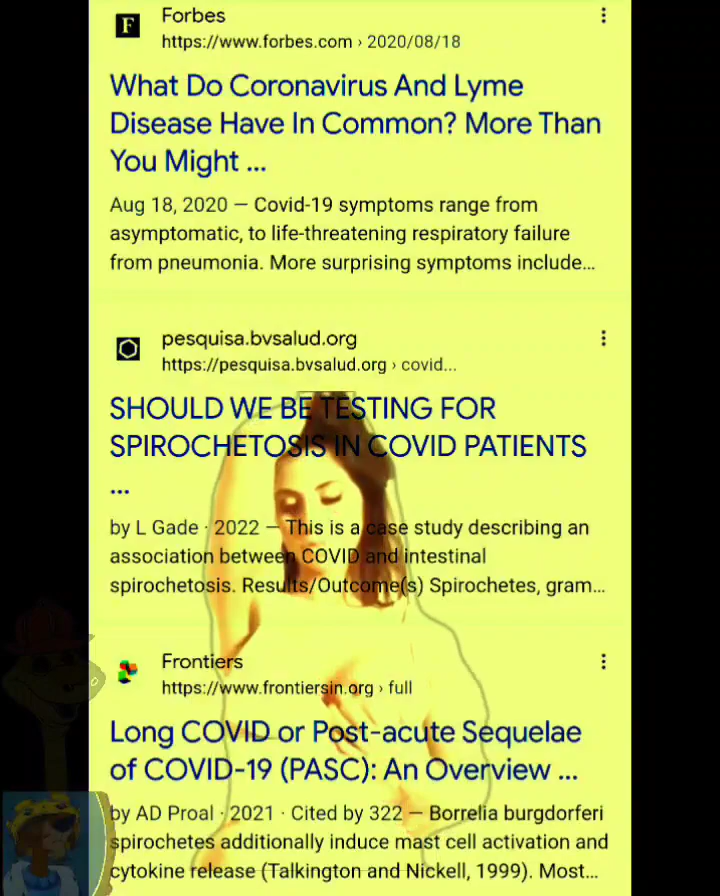 Forbes
https://www.forbes.com › 2020/08/18
What Do Coronavirus And Lyme
Disease Have In Common? More Than
You Might ...
Aug 18, 2020 — Covid-19 symptoms range from
asymptomatic, to life-threatening respiratory failure
from pneumonia. More surprising symptoms include...
pesquisa.bvsalud.org
https://pesquisa.bvsalud.org › covid...
SHOULD WE BE TESTING FOR
SPIROCHETOSIS IN COVID PATIENTS
...
by L Gade · 2022 — This is a case study describing an
association between COVID and intestinal
spirochetosis. Results/Outcome(s) Spirochetes, gram...
Frontiers
https://www.frontiersin.org › full
Long COVID or Post-acute Sequelae
of COVID-19 (PASC): An Overview ...
by AD Proal · 2021 · Cited by 322 — Borrelia burgdorferi
spirochetes additionally induce mast cell activation and
cytokine release (Talkington and Nickell, 1999). Most...